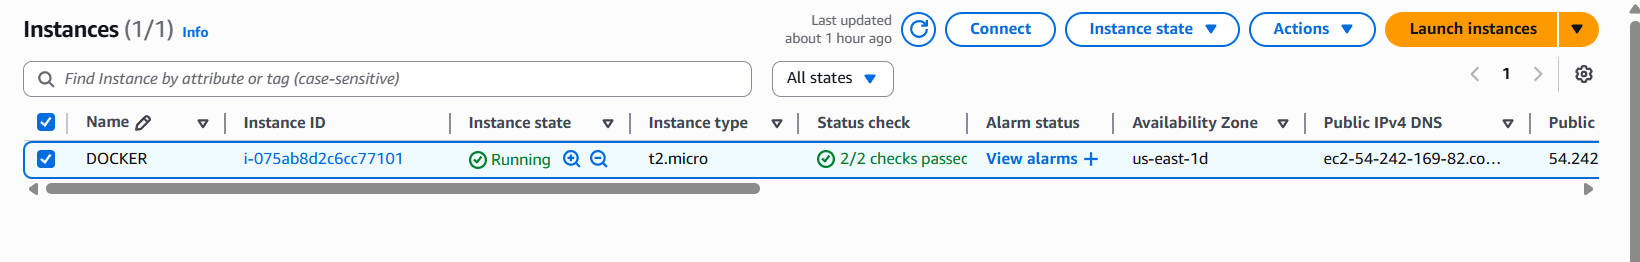 Instances (1/1) Info
Last updated
about 1 hour ago
Connect
Instance state
Actions
Launch instances
Find Instance by attribute or tag (case-sensitive)
All states
1
Name Instance ID Instance state Instance type Status check Alarm status Availability Zone Public IPv4 DNS Public
DOCKER i-075ab8d2c6cc77101 Running t2.micro 2/2 checks passec View alarms + us-east-1d ec2-54-242-169-82.co... 54.242